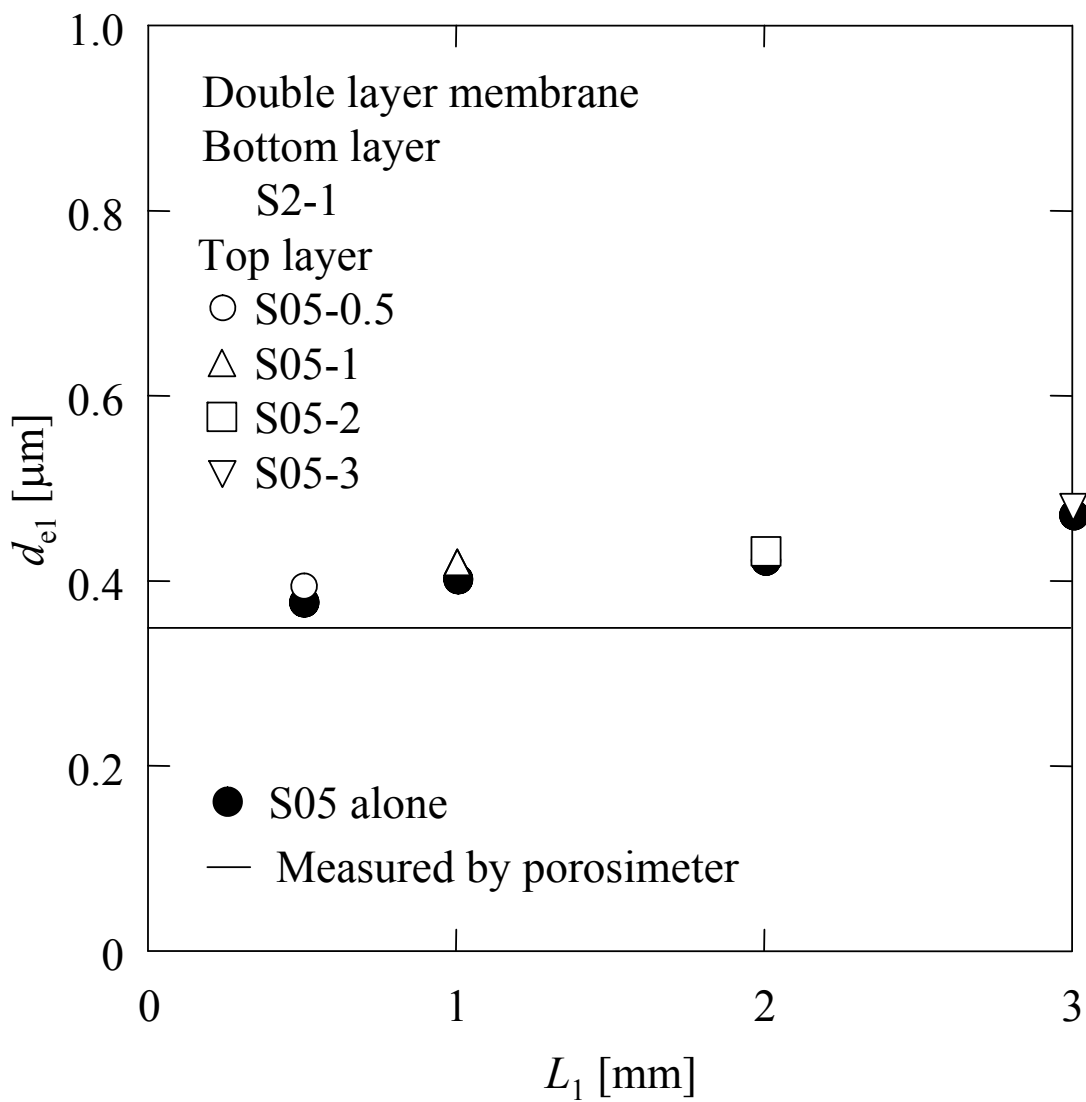 1.0
Double layer membrane
Bottom layer
S2-1
0.8
Top layer
S05-0.5
S05-1
0.6
S05-2
S05-3
d_e1 [μm]
0.4
0.2
S05 alone
Measured by porosimeter
0
0 1 2 3
L_1 [mm]